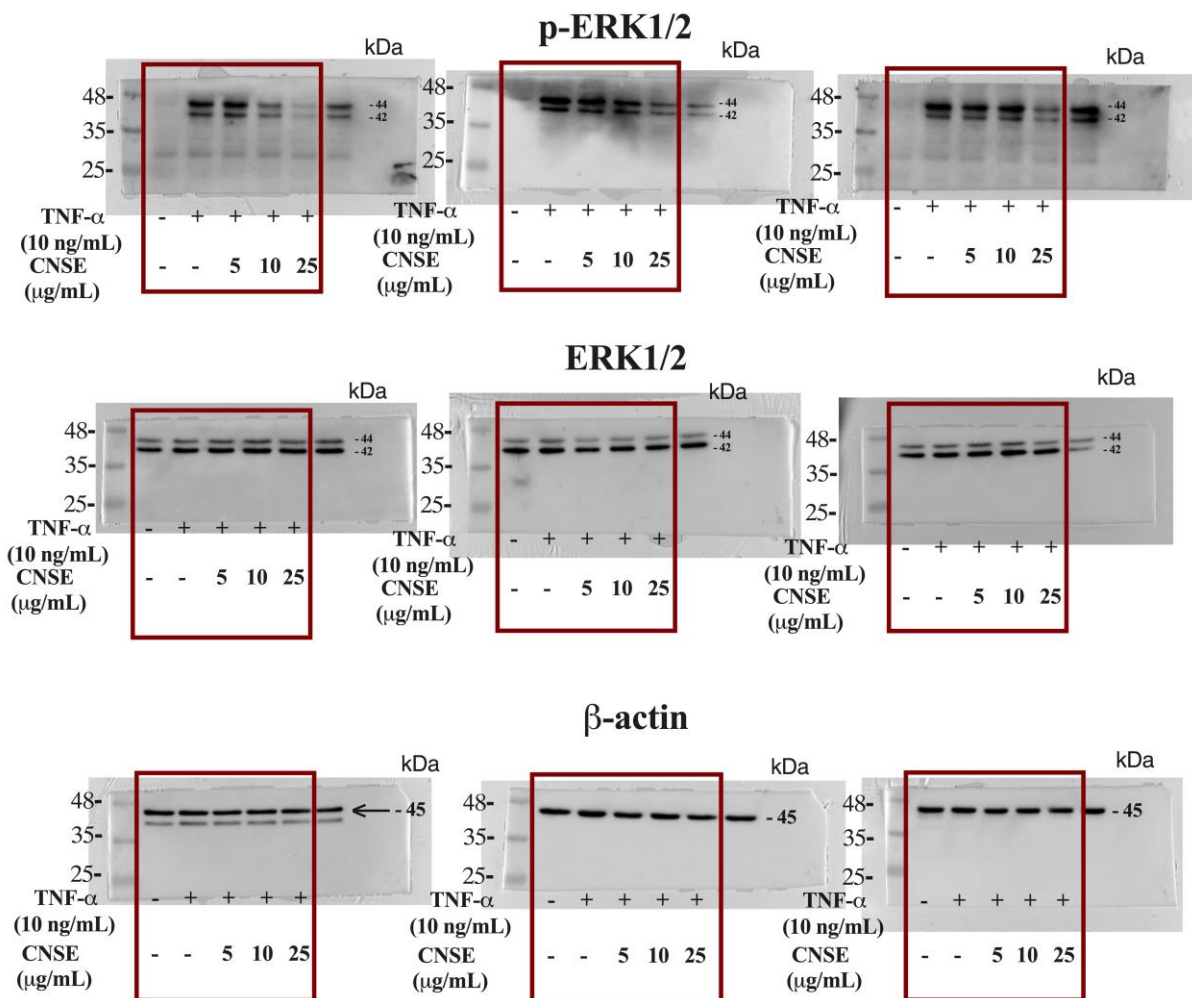 p-ERK1/2
kDa kDa kDa
48- 48- 48-
-44 -44 -44
-42 -42 -42
35- 35- 35-
25- 25- 25-
TNF-α - + + + + TNF-α - + + + + TNF-α - + + + +
(10 ng/mL) (10 ng/mL) (10 ng/mL)
CNSE - - 5 10 25 CNSE - - 5 10 25 CNSE - - 5 10 25
(μg/mL) (μg/mL) (μg/mL)
ERK1/2
kDa kDa kDa
48- 48- 48-
-44 -44 -44
-42 -42 -42
35- 35- 35-
25- 25- 25-
TNF-α - + + + + TNF-α - + + + + TNF-α - + + + +
(10 ng/mL) (10 ng/mL) (10 ng/mL)
CNSE - - 5 10 25 CNSE - - 5 10 25 CNSE - - 5 10 25
(μg/mL) (μg/mL) (μg/mL)
β-actin
kDa kDa kDa
48- 48- 48-
- 45 - 45 - 45
35- 35- 35-
25- 25- 25-
TNF-α - + + + + TNF-α - + + + + TNF-α - + + + +
(10 ng/mL) (10 ng/mL) (10 ng/mL)
CNSE - - 5 10 25 CNSE - - 5 10 25 CNSE - - 5 10 25
(μg/mL) (μg/mL) (μg/mL)